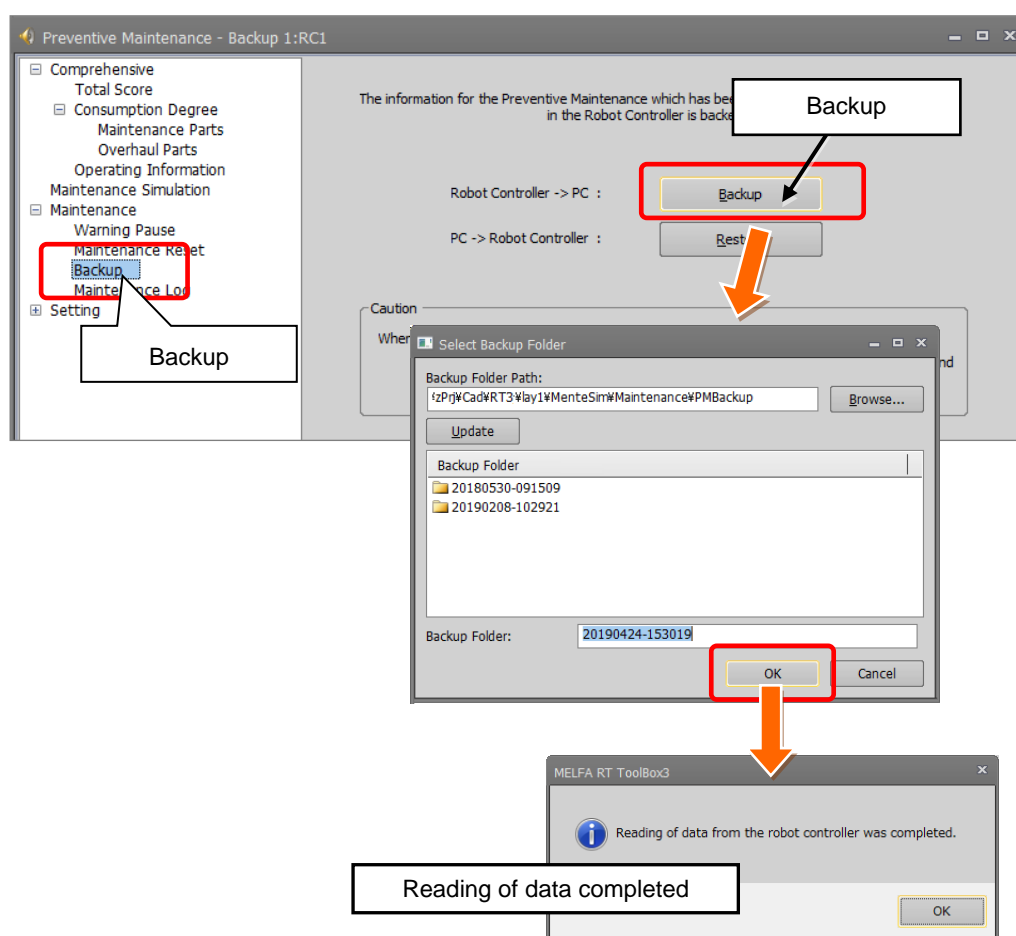 Preventive Maintenance - Backup 1:RC1
Comprehensive
Total Score
Consumption Degree
Maintenance Parts
Overhaul Parts
Operating Information
Maintenance Simulation
Maintenance
Warning Pause
Maintenance Reset
Backup
Maintenance Log
Setting
Backup
The information for the Preventive Maintenance which has
in the Robot Controller is
Backup
Robot Controller -> PC :
Backup
PC -> Robot Controller :
Caution
Select Backup Folder
Backup Folder Path:
zPrj¥Cad¥RT3¥lay1¥MenteSim¥Maintenance¥PMBackup
Browse...
Update
Backup Folder
20180530-091509
20190208-102921
Backup Folder:
20190424-153019
OK
Cancel
MELFA RT ToolBox3
Reading of data from the robot controller was completed.
Reading of data completed
OK